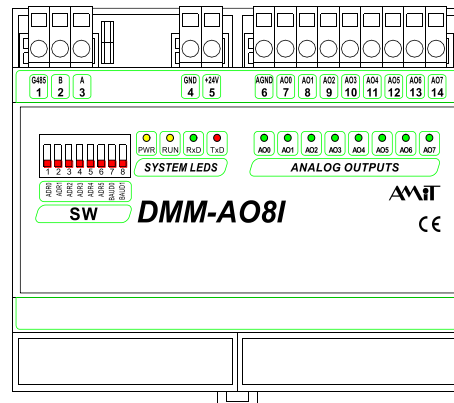 G485 B A GND +24V AGND AO0 AO1 AO2 AO3 AO4 AO5 AO6 AO7
1 2 3 4 5 6 7 8 9 10 11 12 13 14
PWR RUN RxD TxD AO0 AO1 AO2 AO3 AO4 AO5 AO6 AO7
SYSTEM LEDS ANALOG OUTPUTS
1 2 3 4 5 6 7 8
ADR0 ADR1 ADR2 ADR3 ADR4 ADR5 BAUD0 BAUD1
SW
DMM-AO8I
AMiT
CE